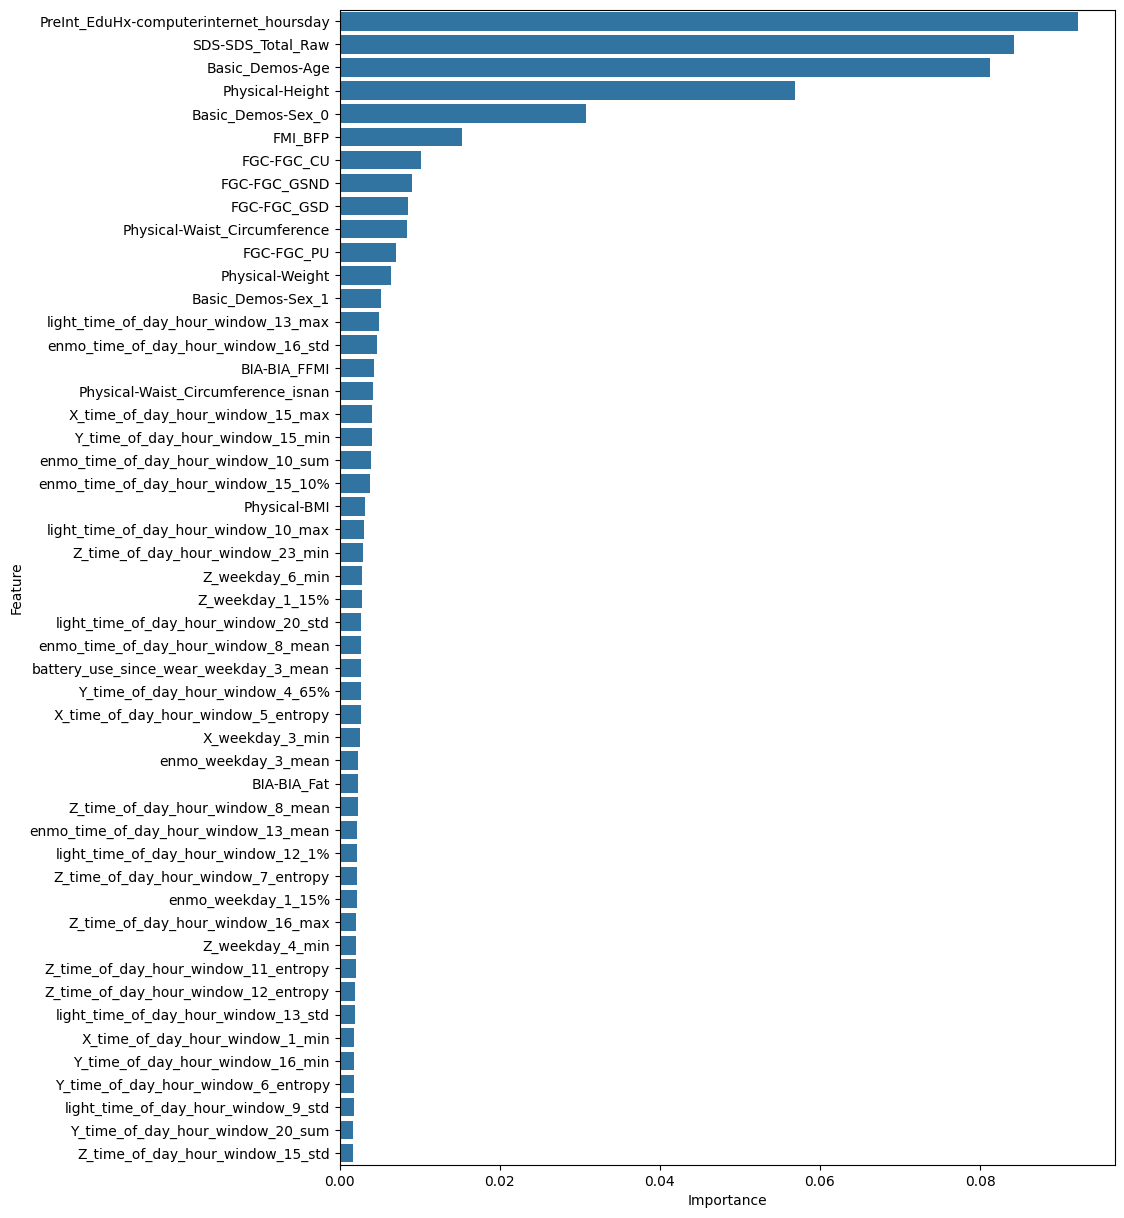 PreInt_EduHx-computerinternet_hoursday
SDS-SDS_Total_Raw
Basic_Demos-Age
Physical-Height
Basic_Demos-Sex_0
FMI_BFP
FGC-FGC_CU
FGC-FGC_GSND
FGC-FGC_GSD
Physical-Waist_Circumference
FGC-FGC_PU
Physical-Weight
Basic_Demos-Sex_1
light_time_of_day_hour_window_13_max
enmo_time_of_day_hour_window_16_std
BIA-BIA_FFMI
Physical-Waist_Circumference_isnan
X_time_of_day_hour_window_15_max
Y_time_of_day_hour_window_15_min
enmo_time_of_day_hour_window_10_sum
enmo_time_of_day_hour_window_15_10%
Physical-BMI
light_time_of_day_hour_window_10_max
Z_time_of_day_hour_window_23_min
Z_weekday_6_min
Z_weekday_1_15%
light_time_of_day_hour_window_20_std
enmo_time_of_day_hour_window_8_mean
battery_use_since_wear_weekday_3_mean
Y_time_of_day_hour_window_4_65%
X_time_of_day_hour_window_5_entropy
X_weekday_3_min
enmo_weekday_3_mean
BIA-BIA_Fat
Z_time_of_day_hour_window_8_mean
enmo_time_of_day_hour_window_13_mean
light_time_of_day_hour_window_12_1%
Z_time_of_day_hour_window_7_entropy
enmo_weekday_1_15%
Z_time_of_day_hour_window_16_max
Z_weekday_4_min
Z_time_of_day_hour_window_11_entropy
Z_time_of_day_hour_window_12_entropy
light_time_of_day_hour_window_13_std
X_time_of_day_hour_window_1_min
Y_time_of_day_hour_window_16_min
Y_time_of_day_hour_window_6_entropy
light_time_of_day_hour_window_9_std
Y_time_of_day_hour_window_20_sum
Z_time_of_day_hour_window_15_std
Feature
0.00 0.02 0.04 0.06 0.08
Importance